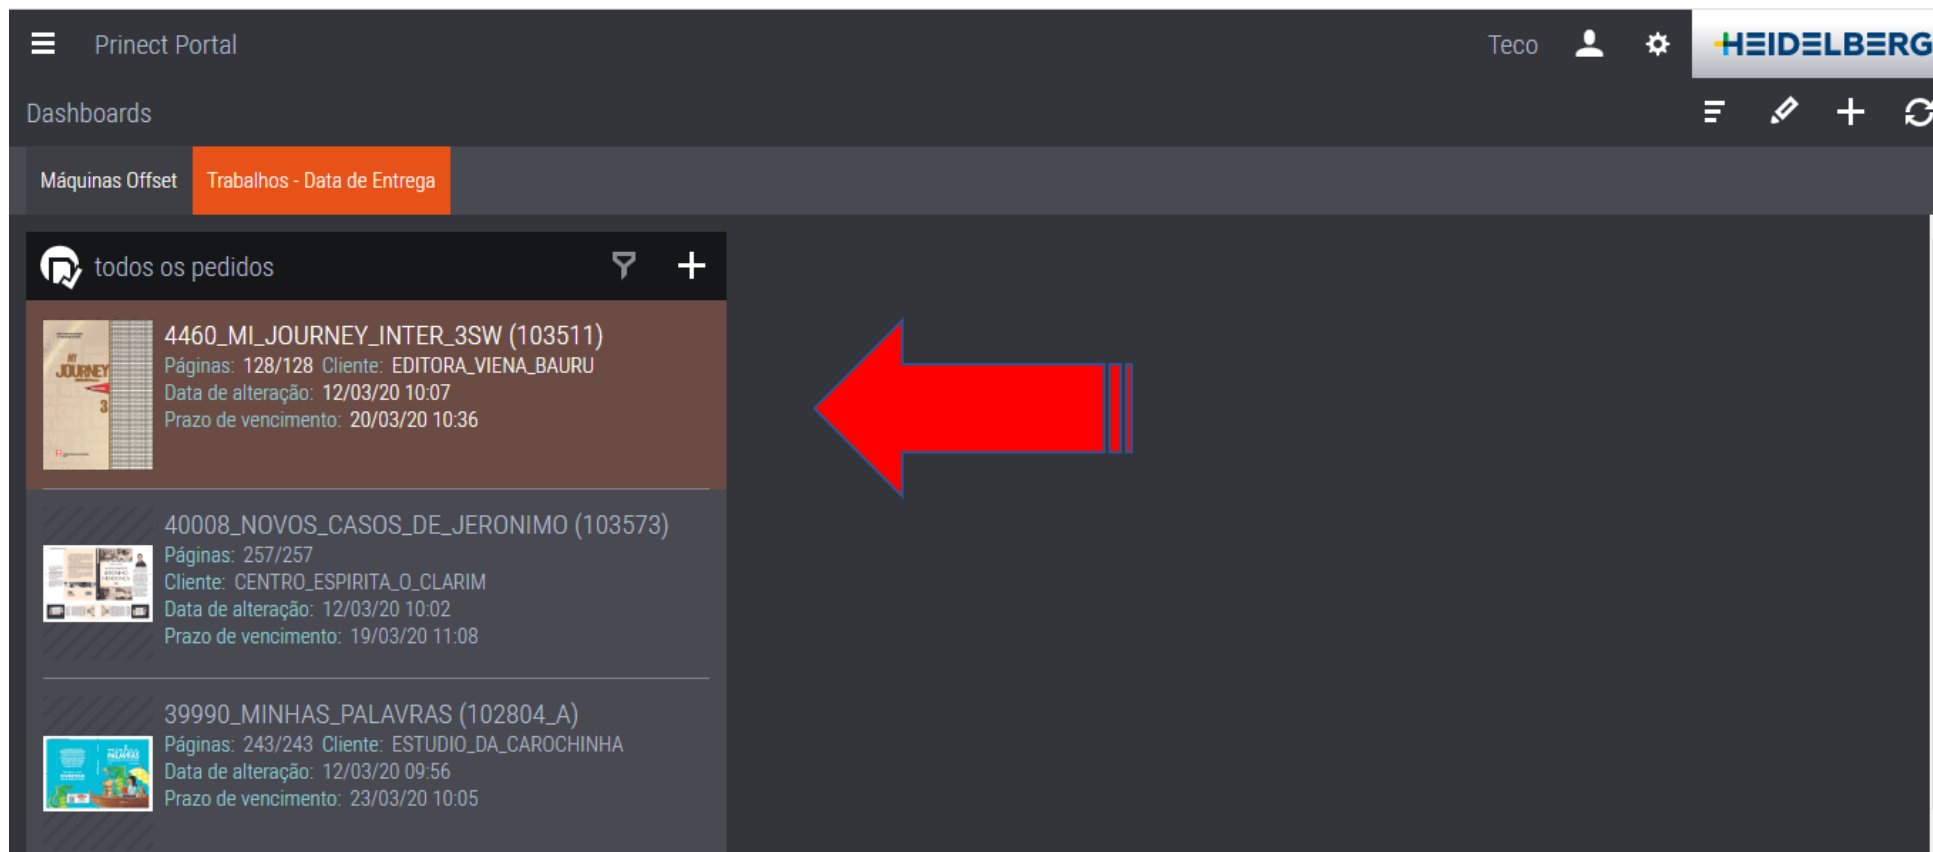 Prinect Portal
Teco
HEIDELBERG
Dashboards
Máquinas Offset
Trabalhos - Data de Entrega
todos os pedidos
4460_MI_JOURNEY_INTER_3SW (103511)
Páginas: 128/128 Cliente: EDITORA_VIENA_BAURU
Data de alteração: 12/03/20 10:07
Prazo de vencimento: 20/03/20 10:36
MY
JOURNEY
3
40008_NOVOS_CASOS_DE_JERONIMO (103573)
Páginas: 257/257
Cliente: CENTRO_ESPIRITA_O_CLARIM
Data de alteração: 12/03/20 10:02
Prazo de vencimento: 19/03/20 11:08
39990_MINHAS_PALAVRAS (102804_A)
Páginas: 243/243 Cliente: ESTUDIO_DA_CAROCHINHA
Data de alteração: 12/03/20 09:56
Prazo de vencimento: 23/03/20 10:05